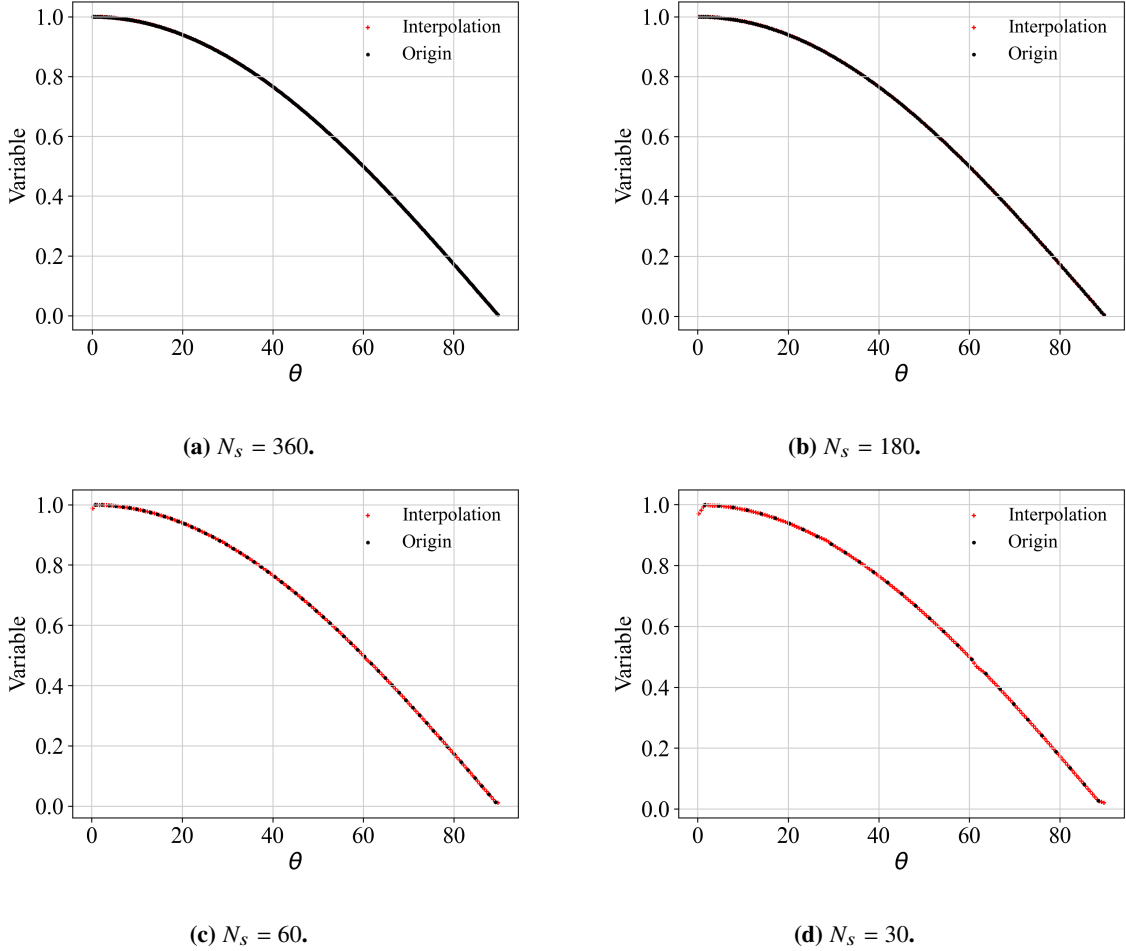 1.0
0.8
0.6
0.4
0.2
0.0
Variable
Interpolation
Origin
0 20 40 60 80
θ
(a) N_s = 360.
1.0
0.8
0.6
0.4
0.2
0.0
Variable
Interpolation
Origin
0 20 40 60 80
θ
(b) N_s = 180.
1.0
0.8
0.6
0.4
0.2
0.0
Variable
Interpolation
Origin
0 20 40 60 80
θ
(c) N_s = 60.
1.0
0.8
0.6
0.4
0.2
0.0
Variable
Interpolation
Origin
0 20 40 60 80
θ
(d) N_s = 30.